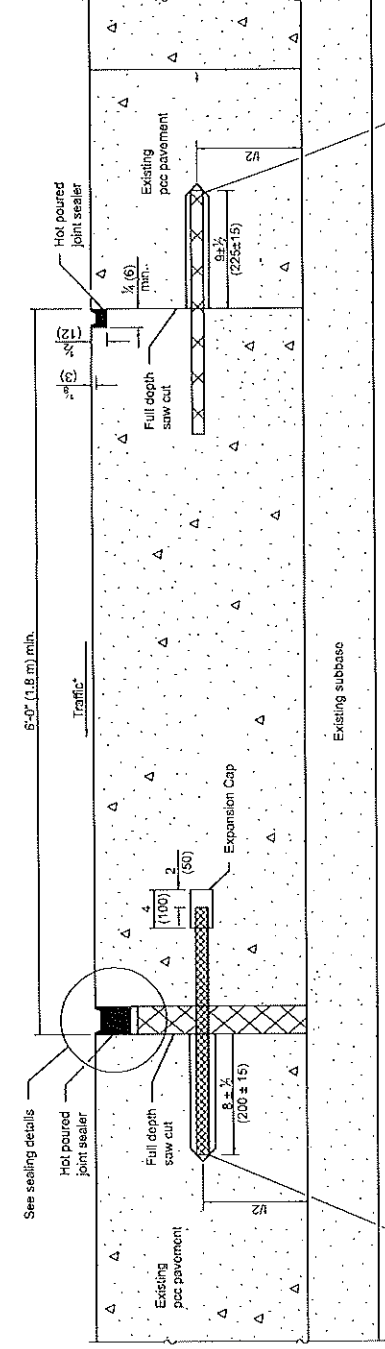 See sealing details
Hot poured
joint sealer
Existing
pcc pavement
Full depth
saw cut
t/2
8 ± ½
(200 ± 15)
4
(100)
2
(50)
Expansion Cap
6'-0" (1.8 m) min.
Traffic*
Existing subbase
⅛
(3)
½
(12)
¼ (6)
min.
Full depth
saw cut
Hot poured
joint sealer
Existing
pcc pavement
9±½
(225±15)
t/2